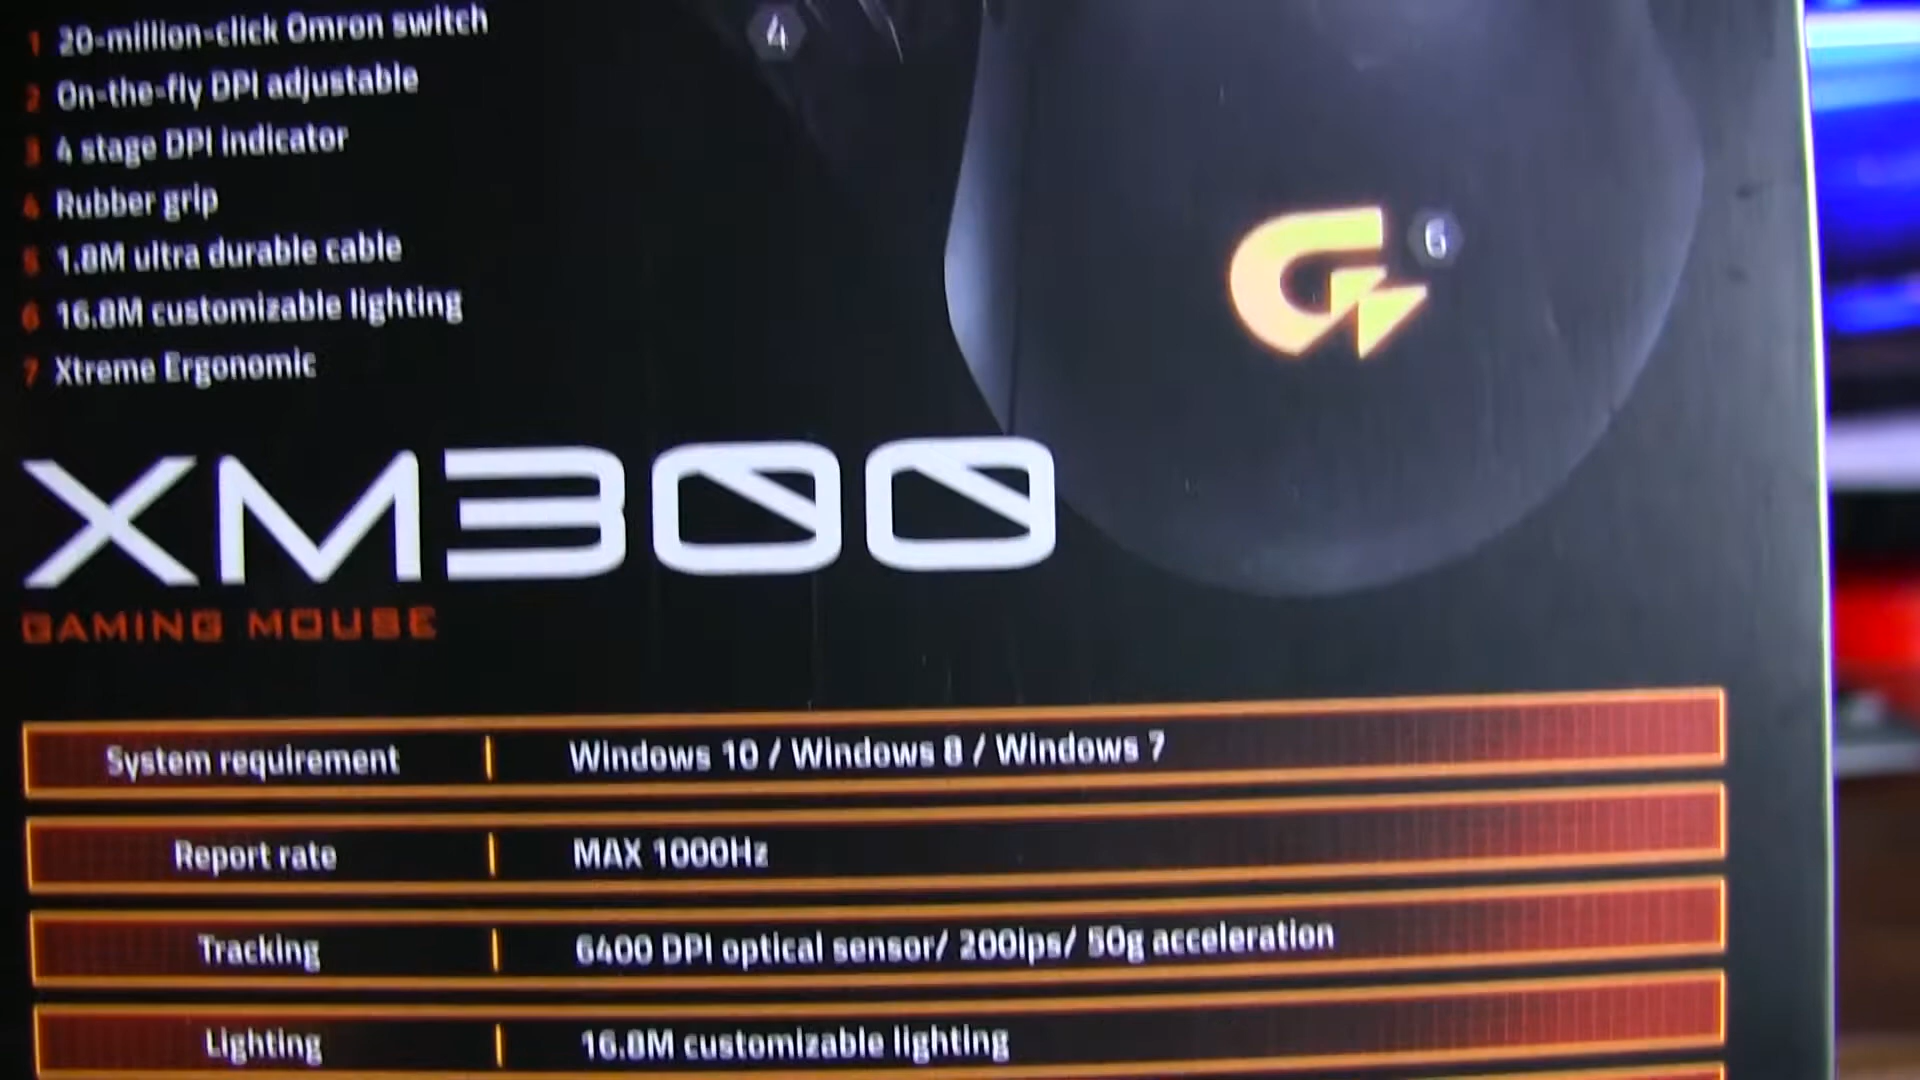 1 20-million-click Omron switch
2 On-the-fly DPI adjustable
3 4 stage DPI indicator
4 Rubber grip
5 1.8M ultra durable cable
6 16.8M customizable lighting
7 Xtreme Ergonomic
4
6
XM300
GAMING MOUSE
System requirement | Windows 10 / Windows 8 / Windows 7
Report rate | MAX 1000Hz
Tracking | 6400 DPI optical sensor/ 200ips/ 50g acceleration
Lighting | 16.8M customizable lighting